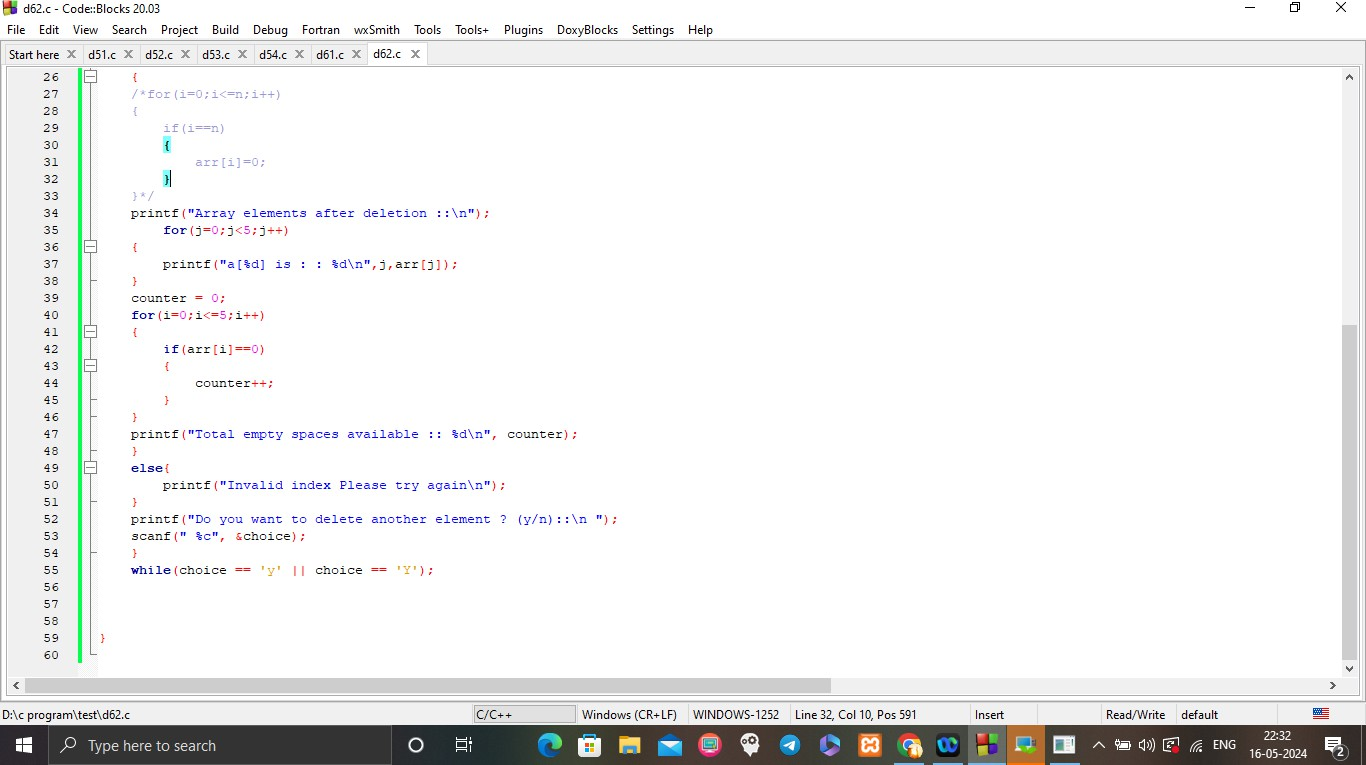 d62.c - Code::Blocks 20.03
File Edit View Search Project Build Debug Fortran wxSmith Tools Tools+ Plugins DoxyBlocks Settings Help
Start here d51.c d52.c d53.c d54.c d61.c d62.c
26 {
27 /*for(i=0;i<=n;i++)
28 {
29 if(i==n)
30 {
31 arr[i]=0;
32 }
33 }*/
34 printf("Array elements after deletion ::\n");
35 for(j=0;j<5;j++)
36 {
37 printf("a[%d] is : : %d\n",j,arr[j]);
38 }
39 counter = 0;
40 for(i=0;i<=5;i++)
41 {
42 if(arr[i]==0)
43 {
44 counter++;
45 }
46 }
47 printf("Total empty spaces available :: %d\n", counter);
48 }
49 else{
50 printf("Invalid index Please try again\n");
51 }
52 printf("Do you want to delete another element ? (y/n)::\n ");
53 scanf(" %c", &choice);
54 }
55 while(choice == 'y' || choice == 'Y');
56
57
58
59 }
60
D:\c program\test\d62.c C/C++ Windows (CR+LF) WINDOWS-1252 Line 32, Col 10, Pos 591 Insert Read/Write default
Type here to search ENG 22:32
16-05-2024 2